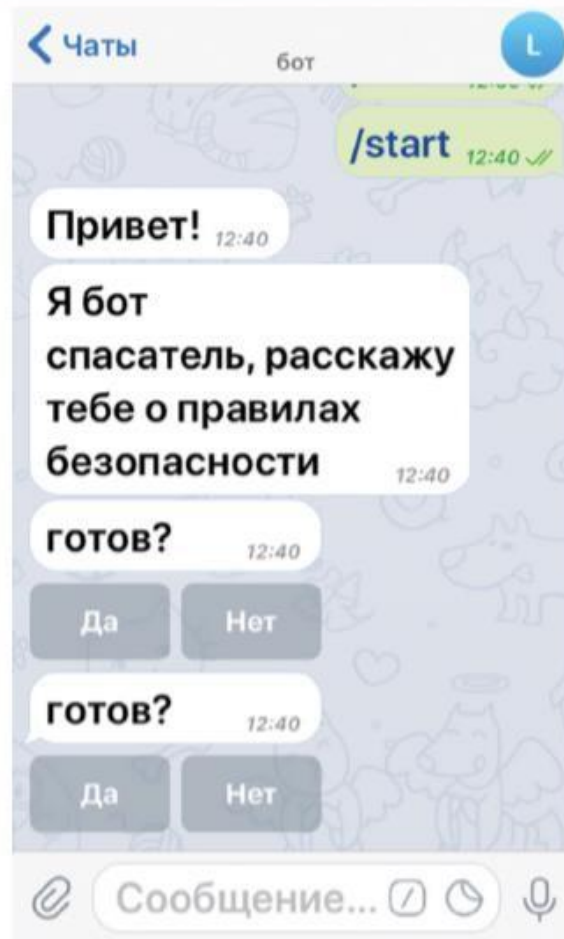 Чаты
бот
L
/start 12:40
Привет! 12:40
Я бот
спасатель, расскажу
тебе о правилах
безопасности 12:40
готов? 12:40
Да Нет
готов? 12:40
Да Нет
Сообщение...